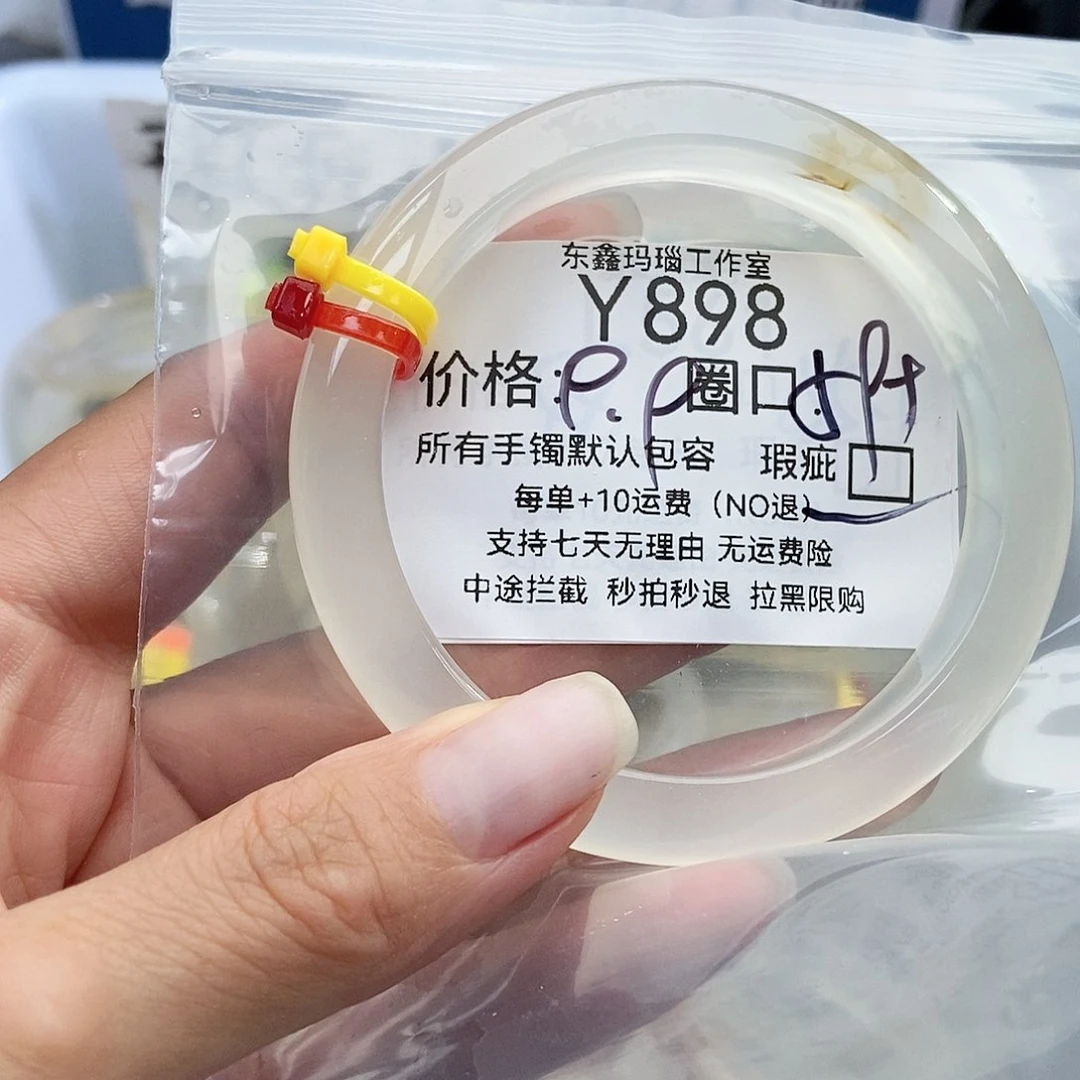 东鑫玛瑙工作室
Y898
价格: 圈口:
所有手镯默认包容 瑕疵
每单+10运费（NO退）
支持七天无理由 无运费险
中途拦截 秒拍秒退 拉黑限购